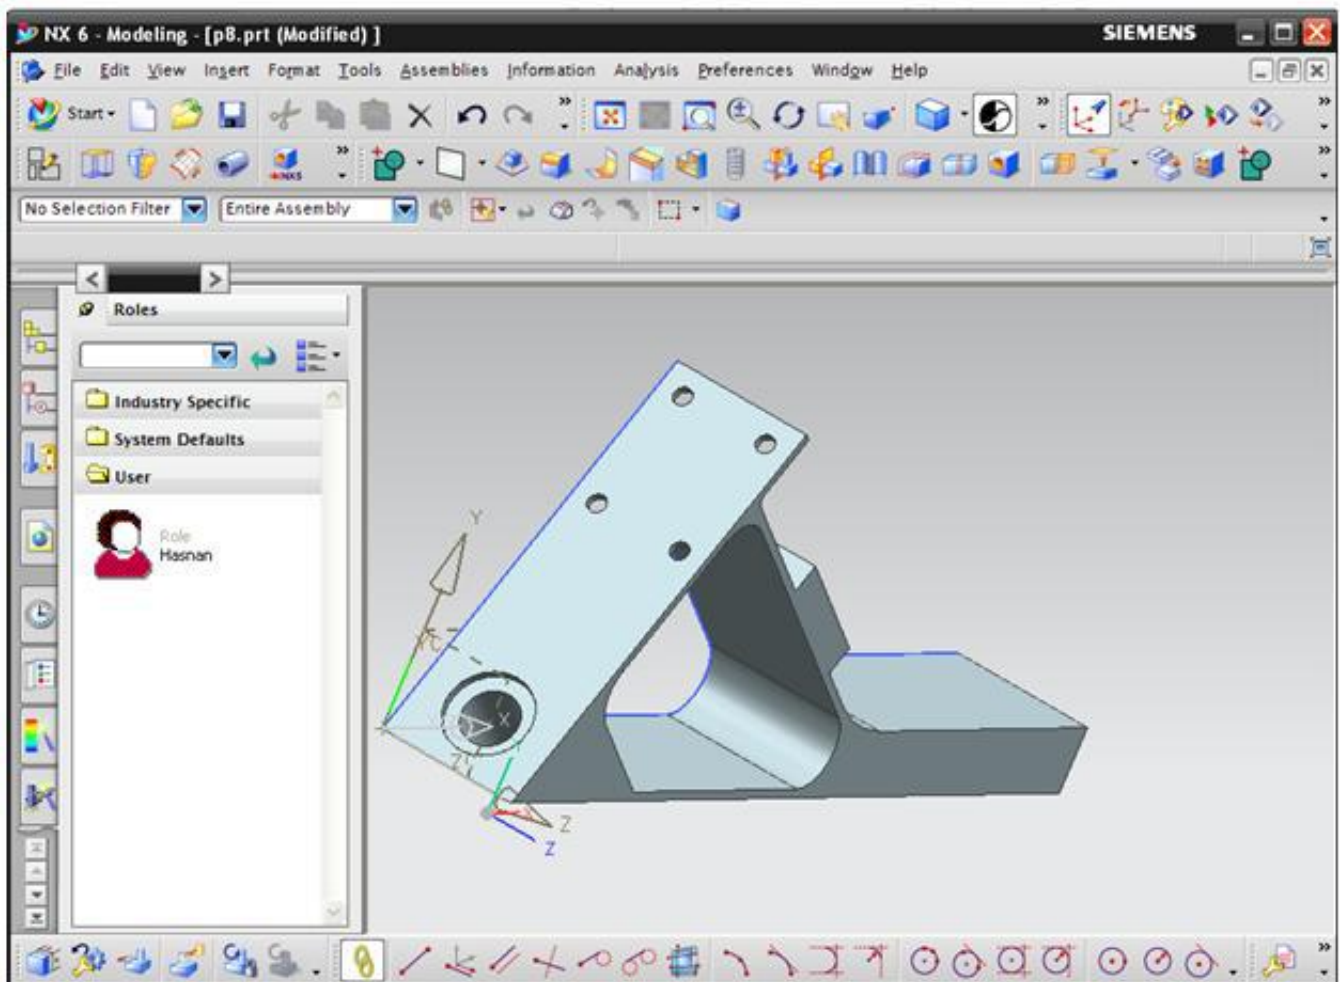 NX 6 - Modeling - [p8.prt (Modified) ]
SIEMENS
File Edit View Insert Format Tools Assemblies Information Analysis Preferences Window Help
Start
No Selection Filter
Entire Assembly
Roles
Industry Specific
System Defaults
User
Role
Hasnan
Y
X
Z
Z